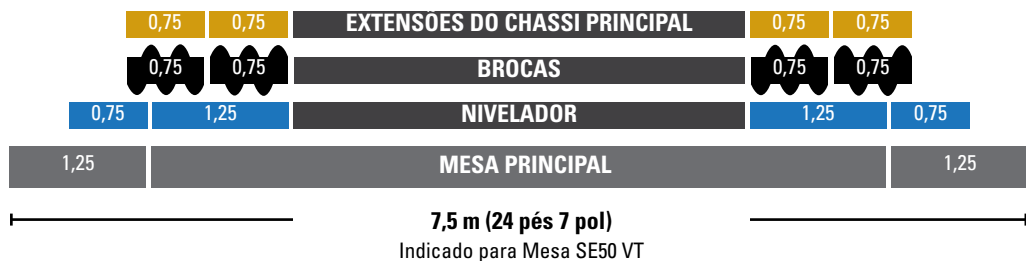 0,75 0,75 EXTENSÕES DO CHASSI PRINCIPAL 0,75 0,75
0,75 0,75 BROCAS 0,75 0,75
0,75 1,25 NIVELADOR 1,25 0,75
1,25 MESA PRINCIPAL 1,25
7,5 m (24 pés 7 pol)
Indicado para Mesa SE50 VT